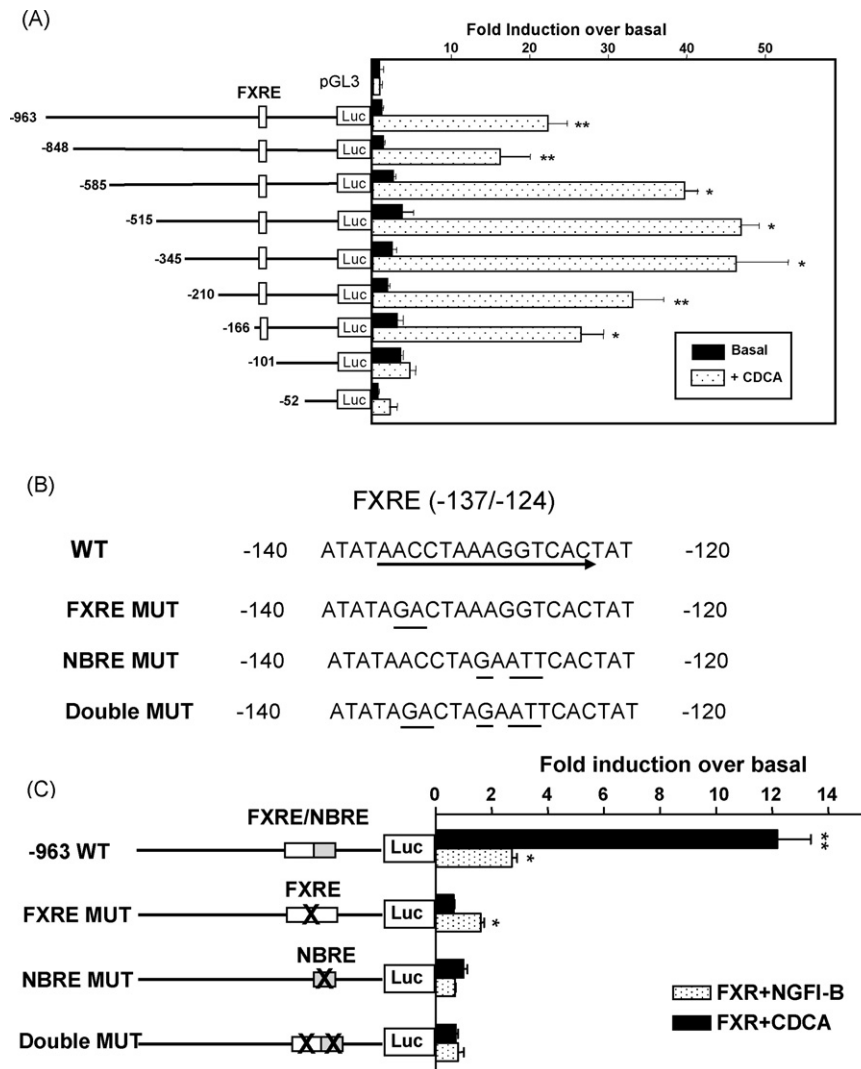 (A)
Fold Induction over basal
10 20 30 40 50
pGL3
FXRE
-963 Luc **
-848 Luc **
-585 Luc *
-515 Luc *
-345 Luc *
-210 Luc **
-166 Luc *
-101 Luc
-52 Luc
Basal
+ CDCA
(B)
FXRE (-137/-124)
WT -140 ATATAACCTAAAGGTCACTAT -120
FXRE MUT -140 ATATAGACTAAAGGTCACTAT -120
NBRE MUT -140 ATATAACCTAGAATTCACTAT -120
Double MUT -140 ATATAGACTAGAATTCACTAT -120
(C)
Fold induction over basal
0 2 4 6 8 10 12 14
FXRE/NBRE
-963 WT Luc **
*
FXRE
FXRE MUT X Luc *
NBRE
NBRE MUT X Luc
Double MUT X X Luc
FXR+NGFI-B
FXR+CDCA